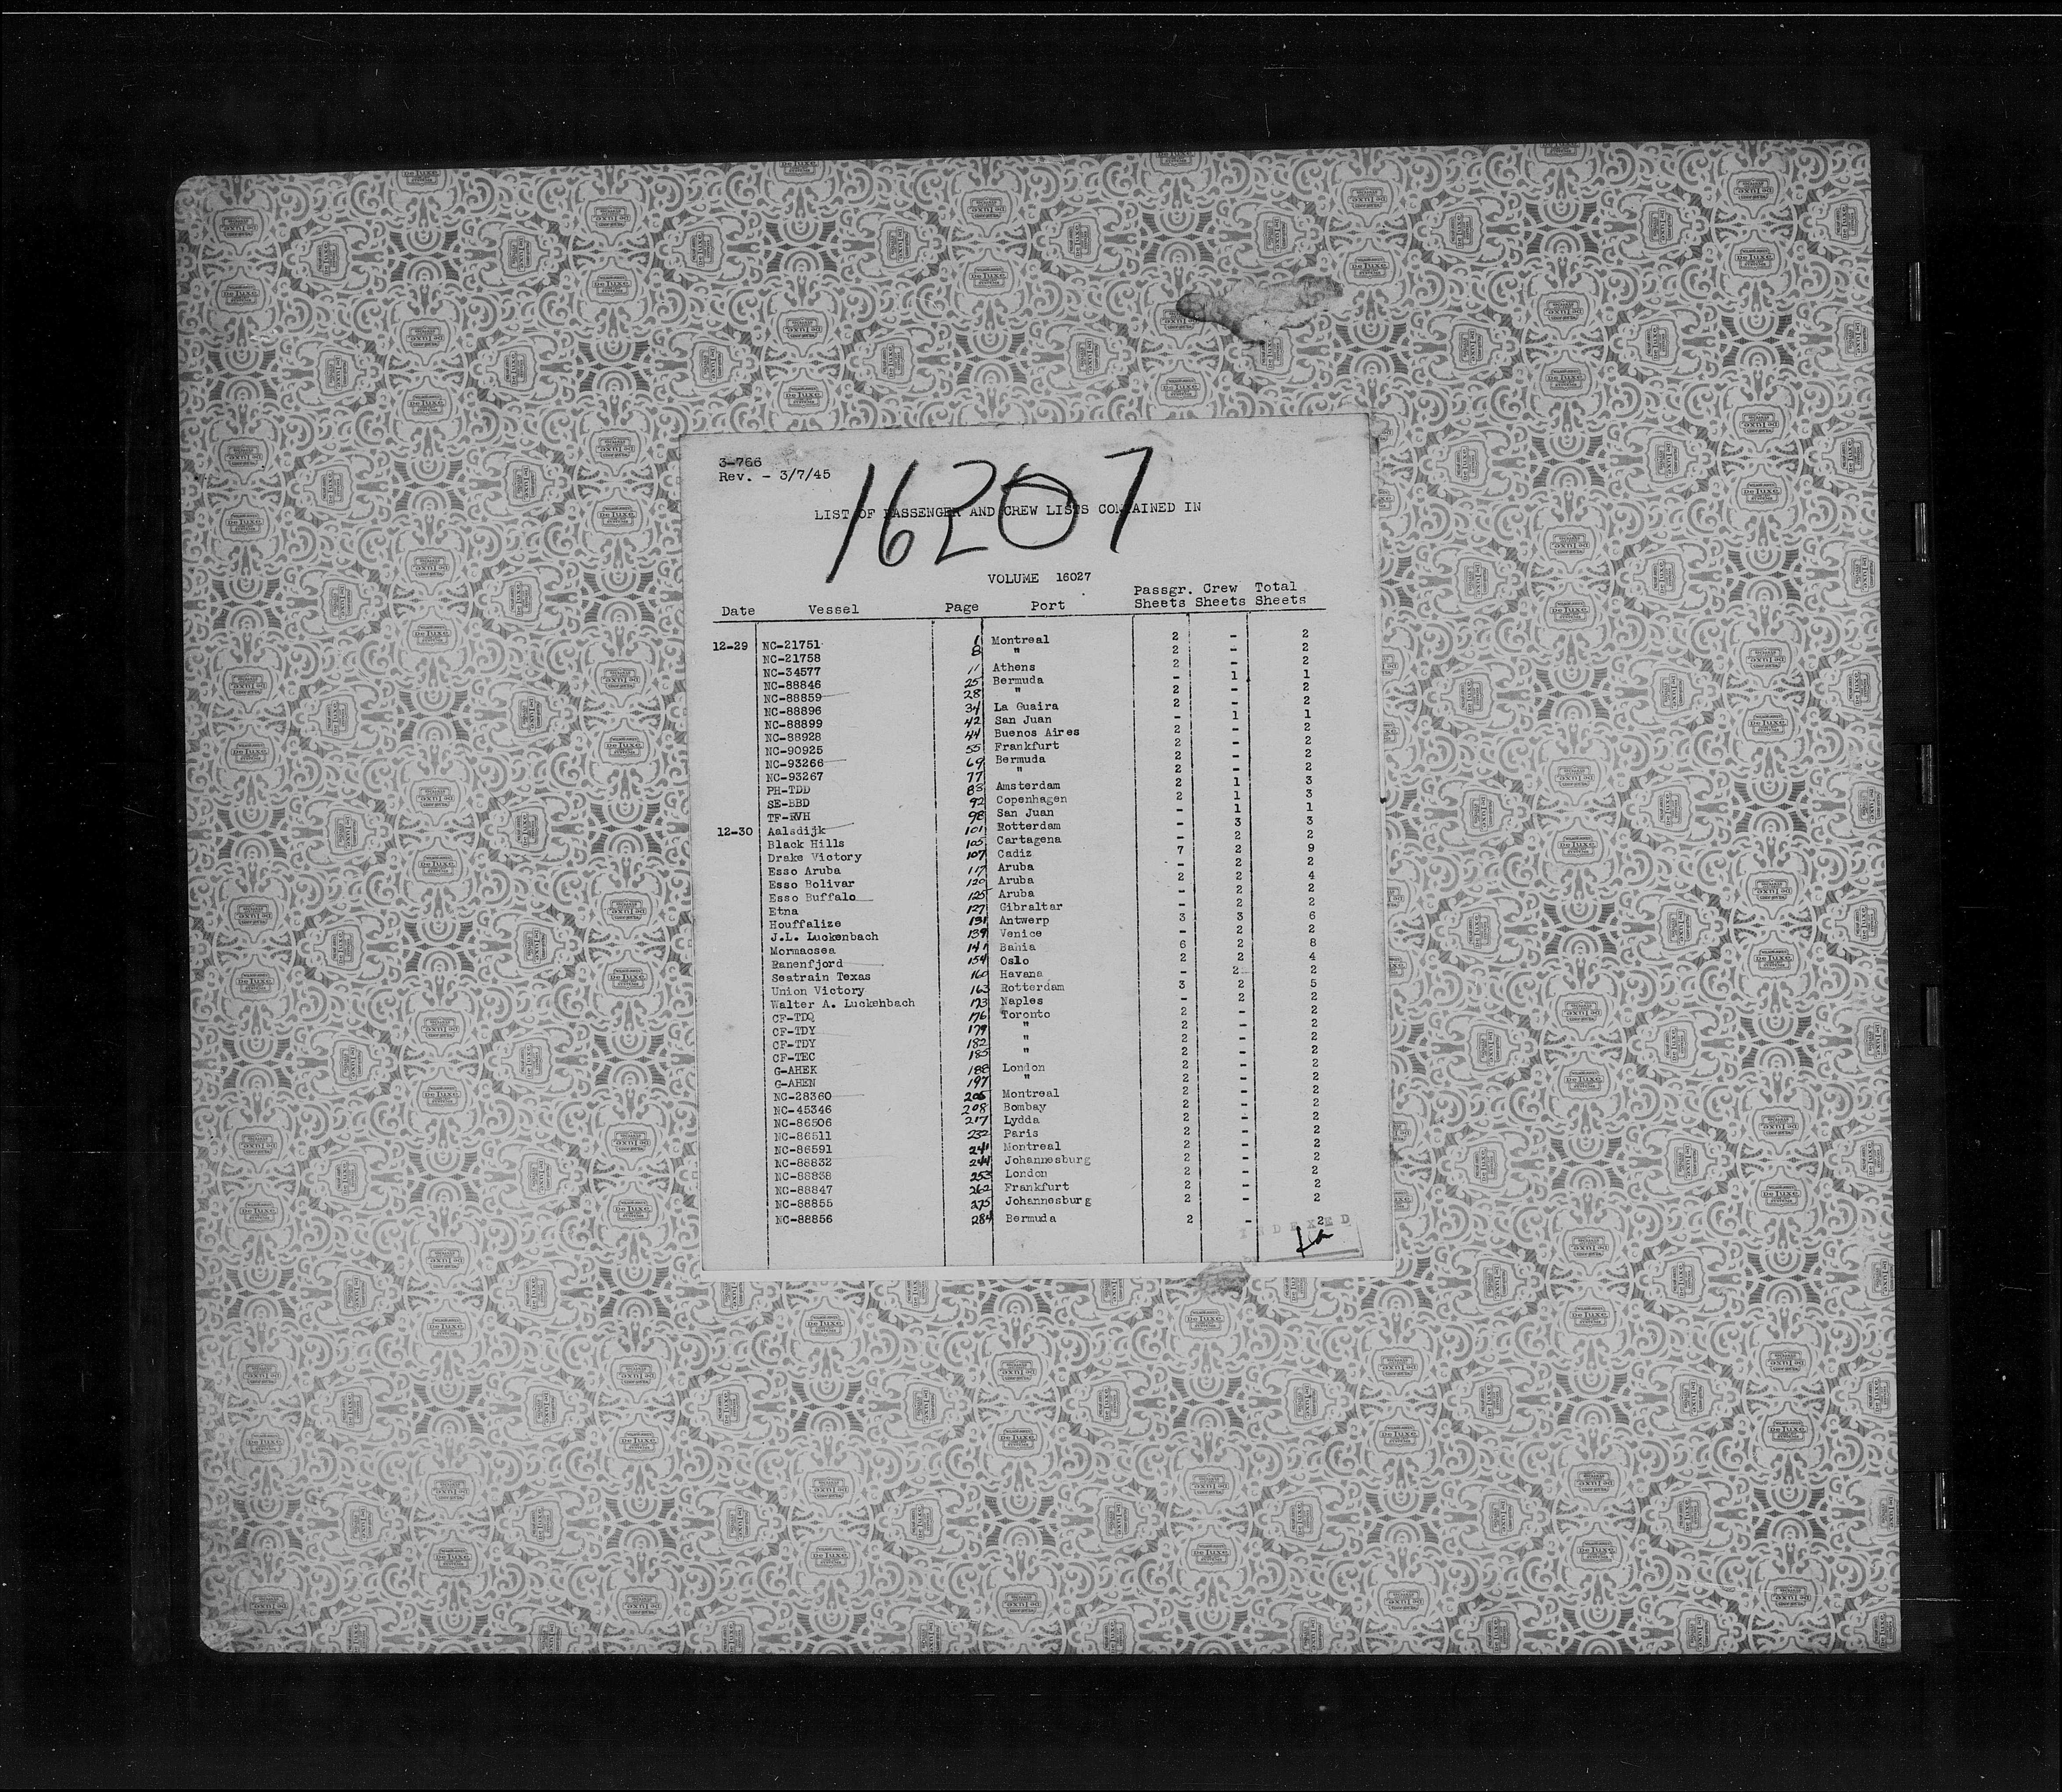 3-766
Rev. - 3/7/45
16207
LIST OF PASSENGER AND CREW LISTS CONTAINED IN
VOLUME 16027
Date Vessel Page Port Passgr. Sheets Crew Sheets Total Sheets
12-29 NC-21751 1 Montreal 2 - 2
NC-21758 8 " 2 - 2
NC-34577 11 Athens 2 - 2
NC-88846 25 Bermuda - 1 1
NC-88859 28 " 2 - 2
NC-88896 34 La Guaira 2 - 2
NC-88899 42 San Juan - 1 1
NC-88928 44 Buenos Aires 2 - 2
NC-90925 55 Frankfurt 2 - 2
NC-93266 69 Bermuda 2 - 2
NC-93267 77 " 2 - 2
PH-TDD 83 Amsterdam 2 1 3
SE-BBD 92 Copenhagen 2 1 3
TF-RVH 98 San Juan - 1 1
12-30 Aalsdijk 101 Rotterdam - 3 3
Black Hills 105 Cartagena - 2 2
Drake Victory 107 Cadiz 7 2 9
Esso Aruba 117 Aruba - 2 2
Esso Bolivar 120 Aruba 2 2 4
Esso Buffalo 125 Aruba - 2 2
Etna 127 Gibraltar - 2 2
Houffalize 131 Antwerp 3 3 6
J.L. Luckenbach 139 Venice - 2 2
Mormacsea 141 Bahia 6 2 8
Ranenfjord 154 Oslo 2 2 4
Seatrain Texas 160 Havana - 2 2
Union Victory 163 Rotterdam 3 2 5
Walter A. Luckenbach 173 Naples - 2 2
CF-TDQ 176 Toronto 2 - 2
CF-TDY 179 " 2 - 2
CF-TDY 182 " 2 - 2
CF-TEC 185 " 2 - 2
G-AHEK 188 London 2 - 2
G-AHEN 197 " 2 - 2
NC-28360 205 Montreal 2 - 2
NC-45346 208 Bombay 2 - 2
NC-86506 217 Lydda 2 - 2
NC-86511 232 Paris 2 - 2
NC-86591 241 Montreal 2 - 2
NC-88832 244 Johannesburg 2 - 2
NC-88838 253 London 2 - 2
NC-88847 262 Frankfurt 2 - 2
NC-88855 275 Johannesburg 2 - 2
NC-88856 284 Bermuda 2 - 2
INDEXED